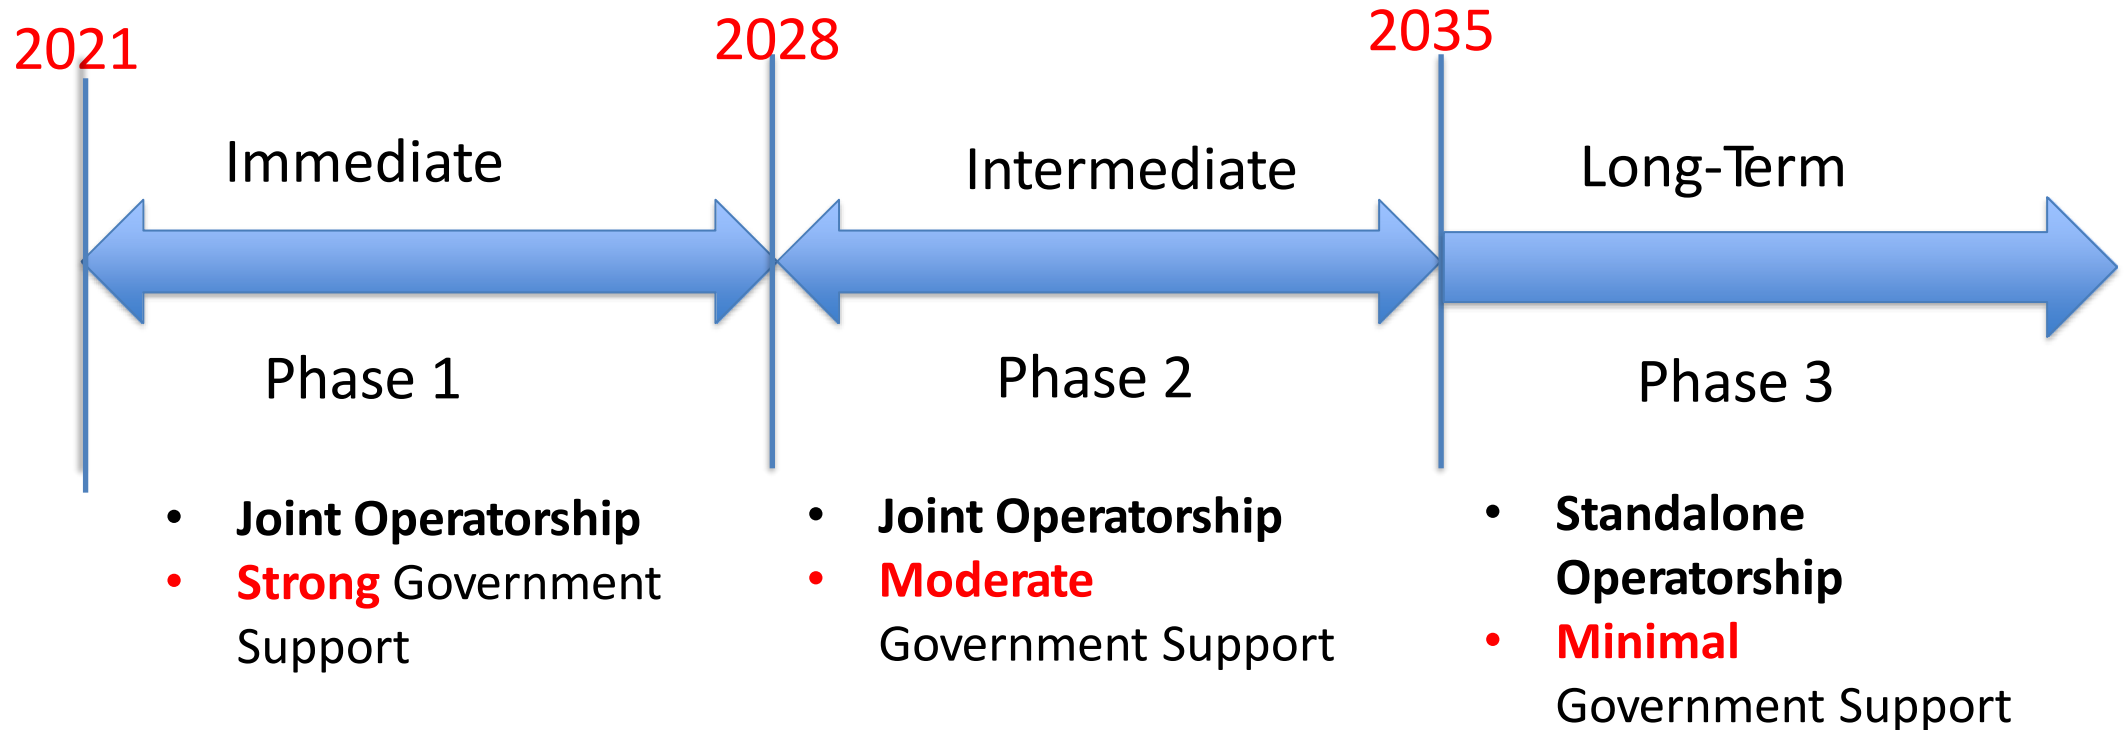 2021
2028
2035
Immediate
Intermediate
Long-Term
Phase 1
Phase 2
Phase 3
• Joint Operatorship
• Strong Government
Support
• Joint Operatorship
• Moderate
Government Support
• Standalone
Operatorship
• Minimal
Government Support